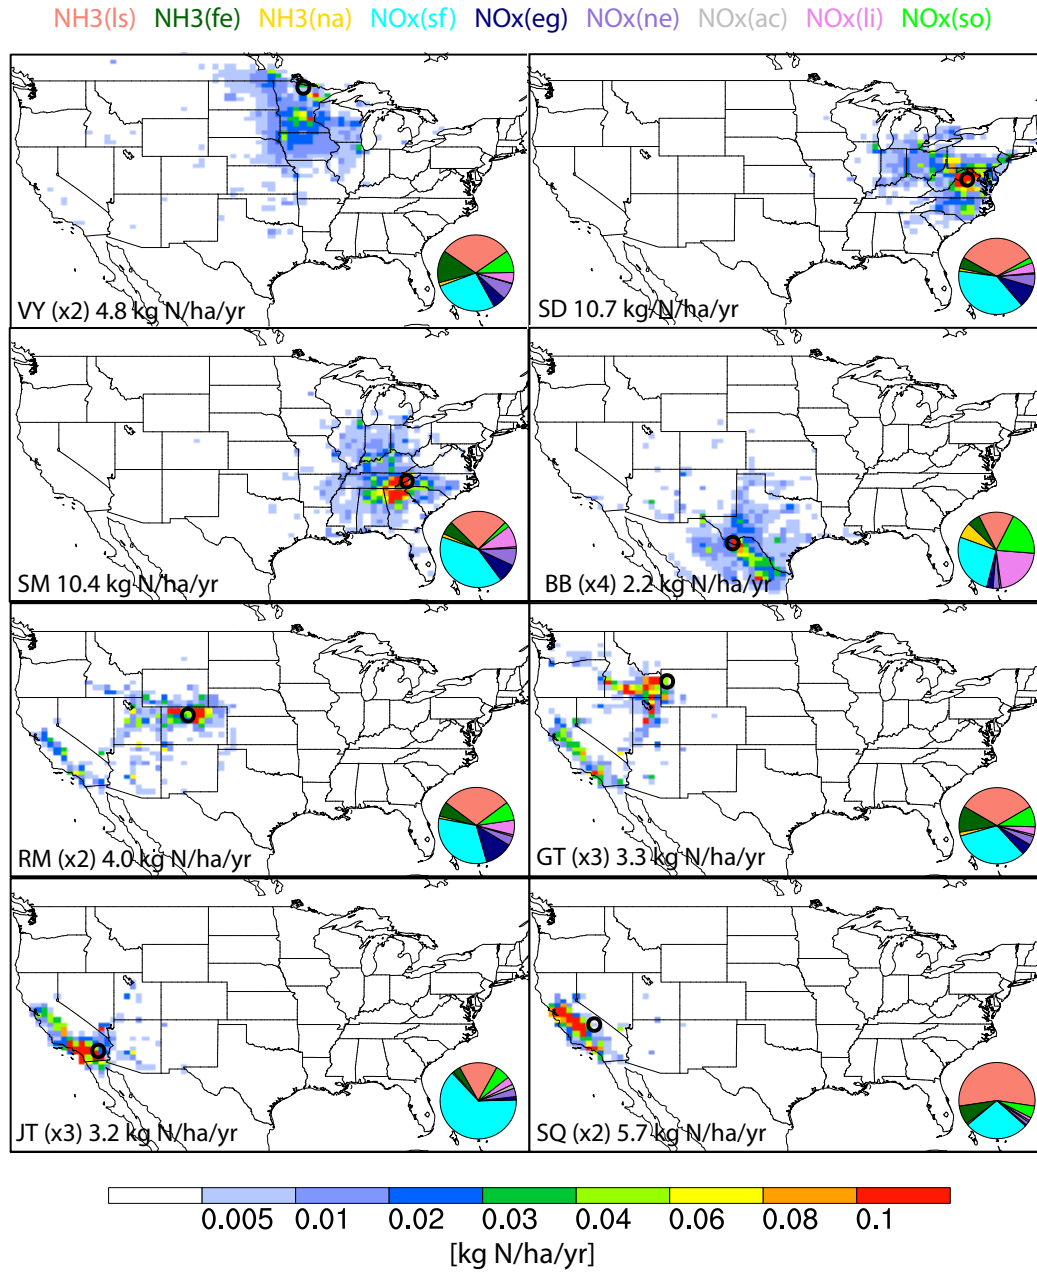 NH3(ls) NH3(fe) NH3(na) NOx(sf) NOx(eg) NOx(ne) NOx(ac) NOx(li) NOx(so)
VY (x2) 4.8 kg N/ha/yr
SD 10.7 kg N/ha/yr
SM 10.4 kg N/ha/yr
BB (x4) 2.2 kg N/ha/yr
RM (x2) 4.0 kg N/ha/yr
GT (x3) 3.3 kg N/ha/yr
JT (x3) 3.2 kg N/ha/yr
SQ (x2) 5.7 kg N/ha/yr
0.005 0.01 0.02 0.03 0.04 0.06 0.08 0.1
[kg N/ha/yr]